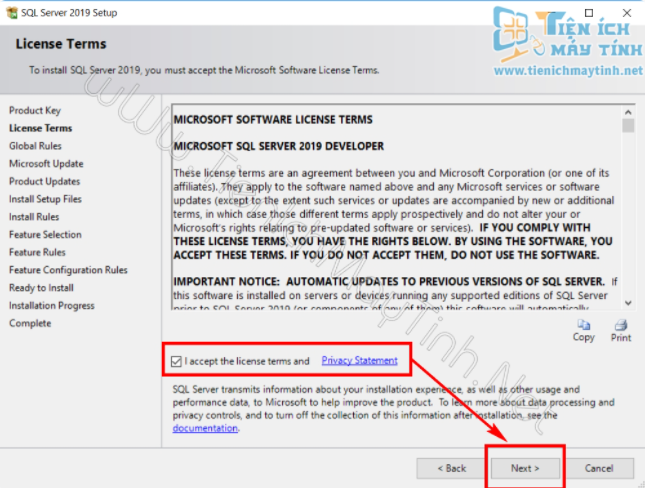 SQL Server 2019 Setup
TIỆN ÍCH
MÁY TÍNH
www.tienichmaytinh.net
License Terms
To install SQL Server 2019, you must accept the Microsoft Software License Terms.
Product Key
License Terms
Global Rules
Microsoft Update
Product Updates
Install Setup Files
Install Rules
Feature Selection
Feature Rules
Feature Configuration Rules
Ready to Install
Installation Progress
Complete
MICROSOFT SOFTWARE LICENSE TERMS
MICROSOFT SQL SERVER 2019 DEVELOPER
These license terms are an agreement between you and Microsoft Corporation (or one of its
affiliates). They apply to the software named above and any Microsoft services or software
updates (except to the extent such services or updates are accompanied by new or additional
terms, in which case those different terms apply prospectively and do not alter your or
Microsoft's rights relating to pre-updated software or services). IF YOU COMPLY WITH
THESE LICENSE TERMS, YOU HAVE THE RIGHTS BELOW. BY USING THE SOFTWARE, YOU
ACCEPT THESE TERMS. IF YOU DO NOT ACCEPT THEM, DO NOT USE THE SOFTWARE.
IMPORTANT NOTICE: AUTOMATIC UPDATES TO PREVIOUS VERSIONS OF SQL SERVER. If
this software is installed on servers or devices running any supported editions of SQL Server
prior to SQL Server 2019 (or components of any of them) this software will automatically
Copy
Print
I accept the license terms and Privacy Statement
SQL Server transmits information about your installation experience, as well as other usage and
performance data, to Microsoft to help improve the product. To learn more about data processing and
privacy controls, and to turn off the collection of this information after installation, see the
documentation.
< Back
Next >
Cancel
www.TienIchMayTinh.Net